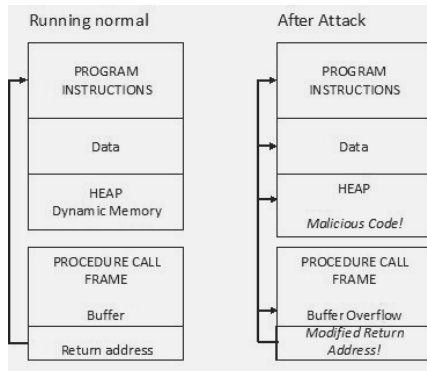 Running normal
PROGRAM
INSTRUCTIONS
Data
HEAP
Dynamic Memory
PROCEDURE CALL
FRAME
Buffer
Return address
After Attack
PROGRAM
INSTRUCTIONS
Data
HEAP
Malicious Code!
PROCEDURE CALL
FRAME
Buffer Overflow
Modified Return
Address!